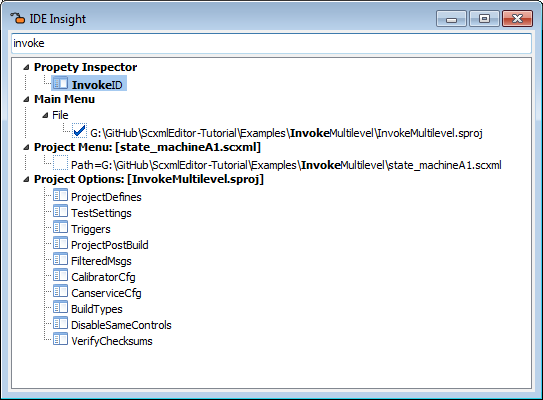 IDE Insight
invoke
Propety Inspector
InvokeID
Main Menu
File
G:\GitHub\ScxmlEditor-Tutorial\Examples\InvokeMultilevel\InvokeMultilevel.sproj
Project Menu: [state_machineA1.scxml]
Path=G:\GitHub\ScxmlEditor-Tutorial\Examples\InvokeMultilevel\state_machineA1.scxml
Project Options: [InvokeMultilevel.sproj]
ProjectDefines
TestSettings
Triggers
ProjectPostBuild
FilteredMsgs
CalibratorCfg
CanserviceCfg
BuildTypes
DisableSameControls
VerifyChecksums